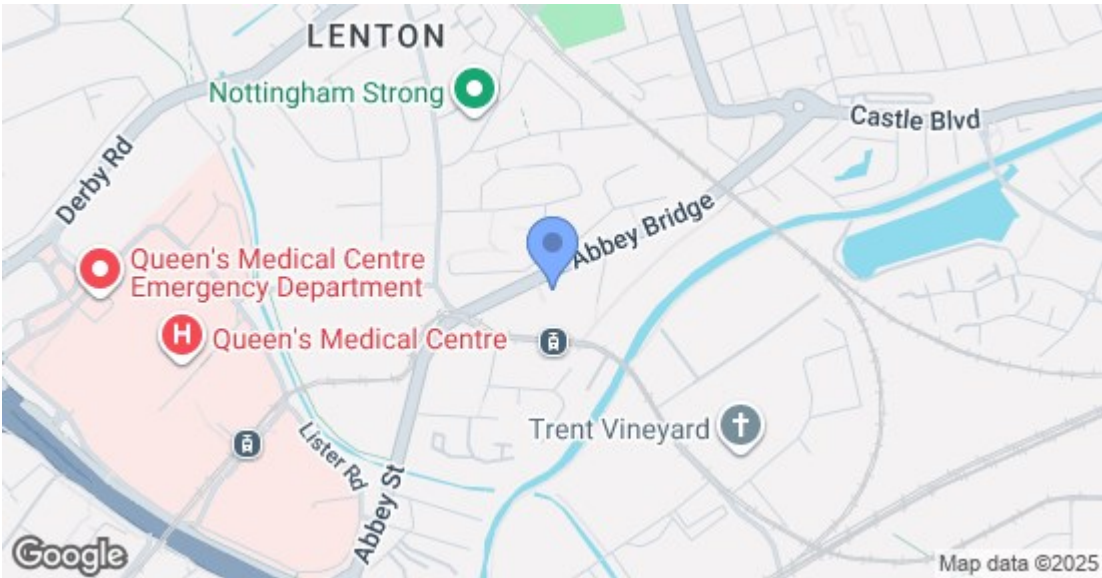 LENTON
Nottingham Strong
Castle Blvd
Derby Rd
Abbey Bridge
Queen's Medical Centre
Emergency Department
H
Queen's Medical Centre
Trent Vineyard
Lister Rd
Abbey St
Google
Map data ©2025